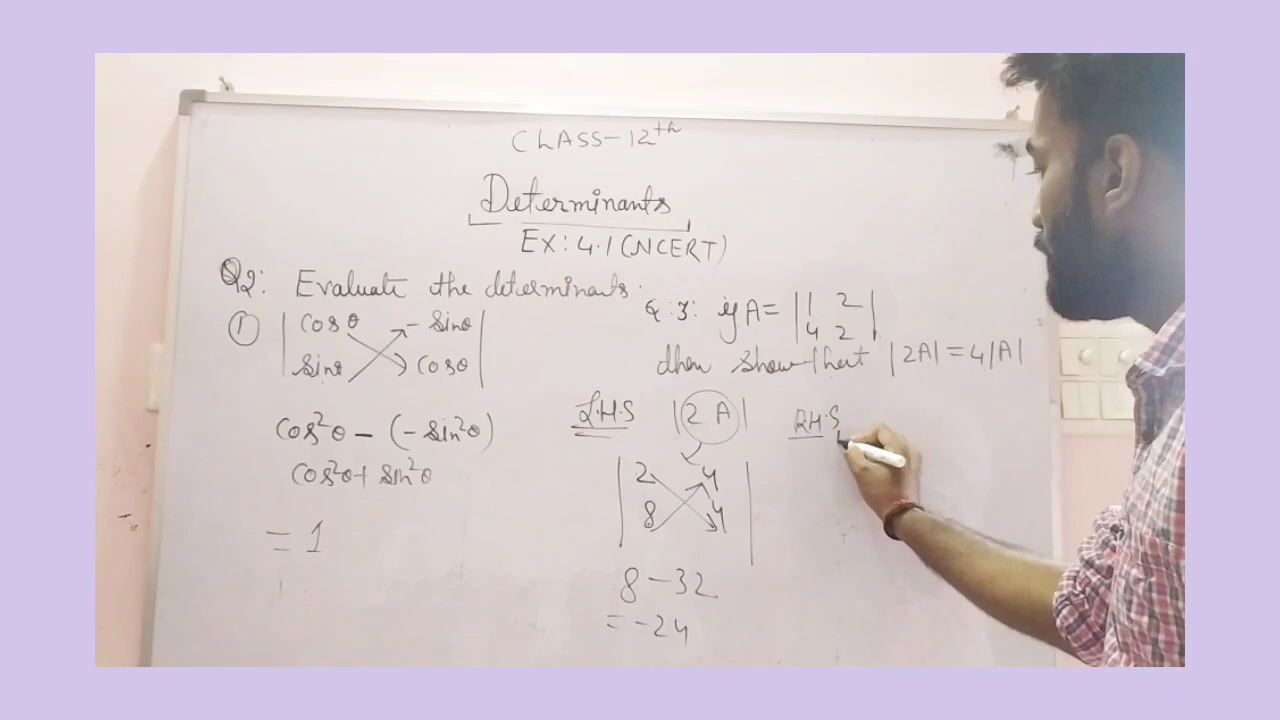 CLASS-12th
Determinants
EX: 4.1 (NCERT)
Q2: Evaluate the determinants.
① | cosθ - sinθ |
| sinθ cosθ |
cos²θ - (- sin²θ)
cos²θ + sin²θ
= 1
Q.3: if A = | 1 2 |
| 4 2 |
then show that |2A| = 4|A|
L.H.S |2A|
| 2 4 |
| 8 4 |
8 - 32
= -24
R.H.S